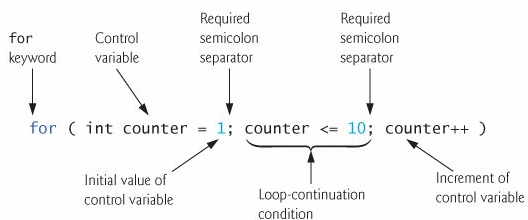 for
keyword
Control
variable
Required
semicolon
separator
Required
semicolon
separator
for ( int counter = 1; counter <= 10; counter++ )
Initial value of
control variable
Loop-continuation
condition
Increment of
control variable